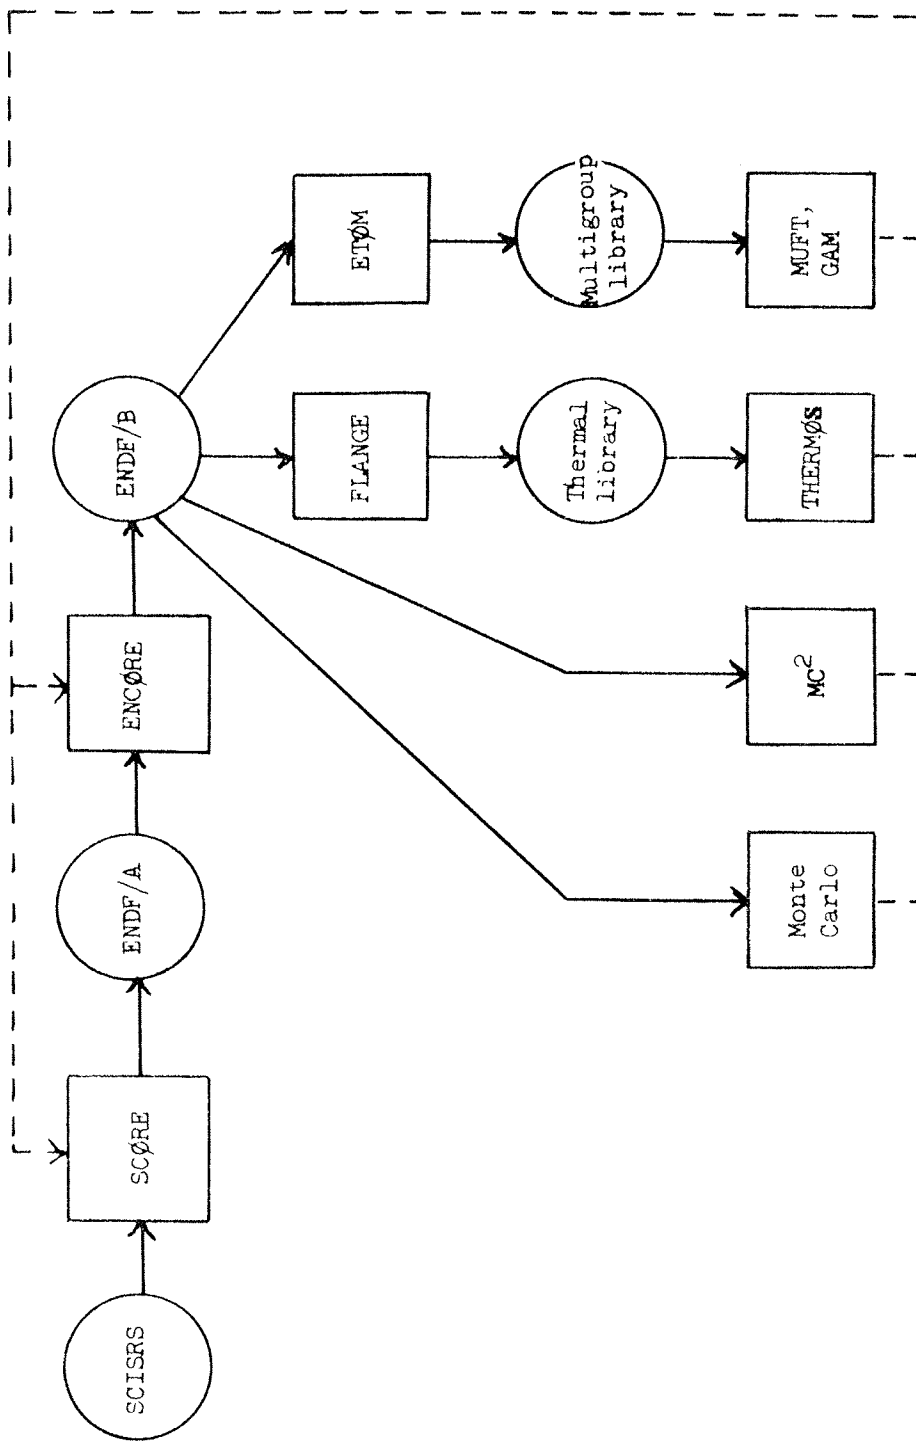 SCISRS
SCØRE
ENDF/A
ENCØRE
ENDF/B
FLANGE
ETØM
Thermal
library
Multigroup
library
Monte
Carlo
MC²
THERMØS
MUFT,
GAM